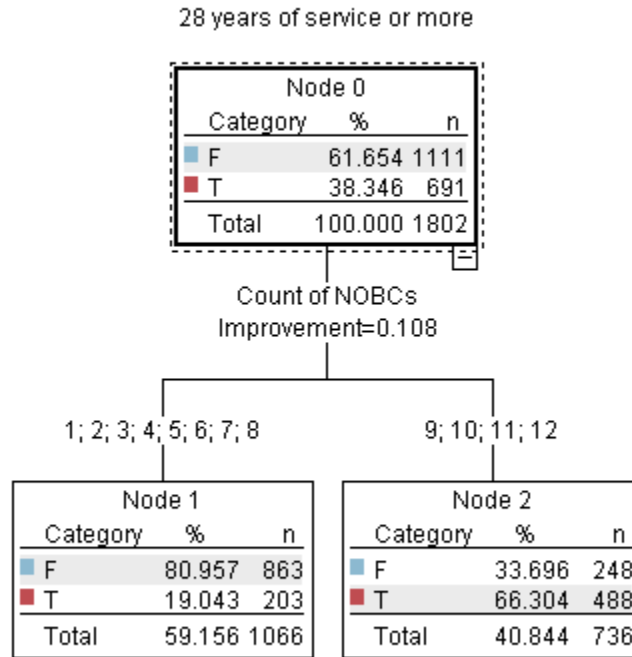 28 years of service or more
Node 0
Category % n
F 61.654 1111
T 38.346 691
Total 100.000 1802
Count of NOBCs
Improvement=0.108
1; 2; 3; 4; 5; 6; 7; 8
9; 10; 11; 12
Node 1
Category % n
F 80.957 863
T 19.043 203
Total 59.156 1066
Node 2
Category % n
F 33.696 248
T 66.304 488
Total 40.844 736